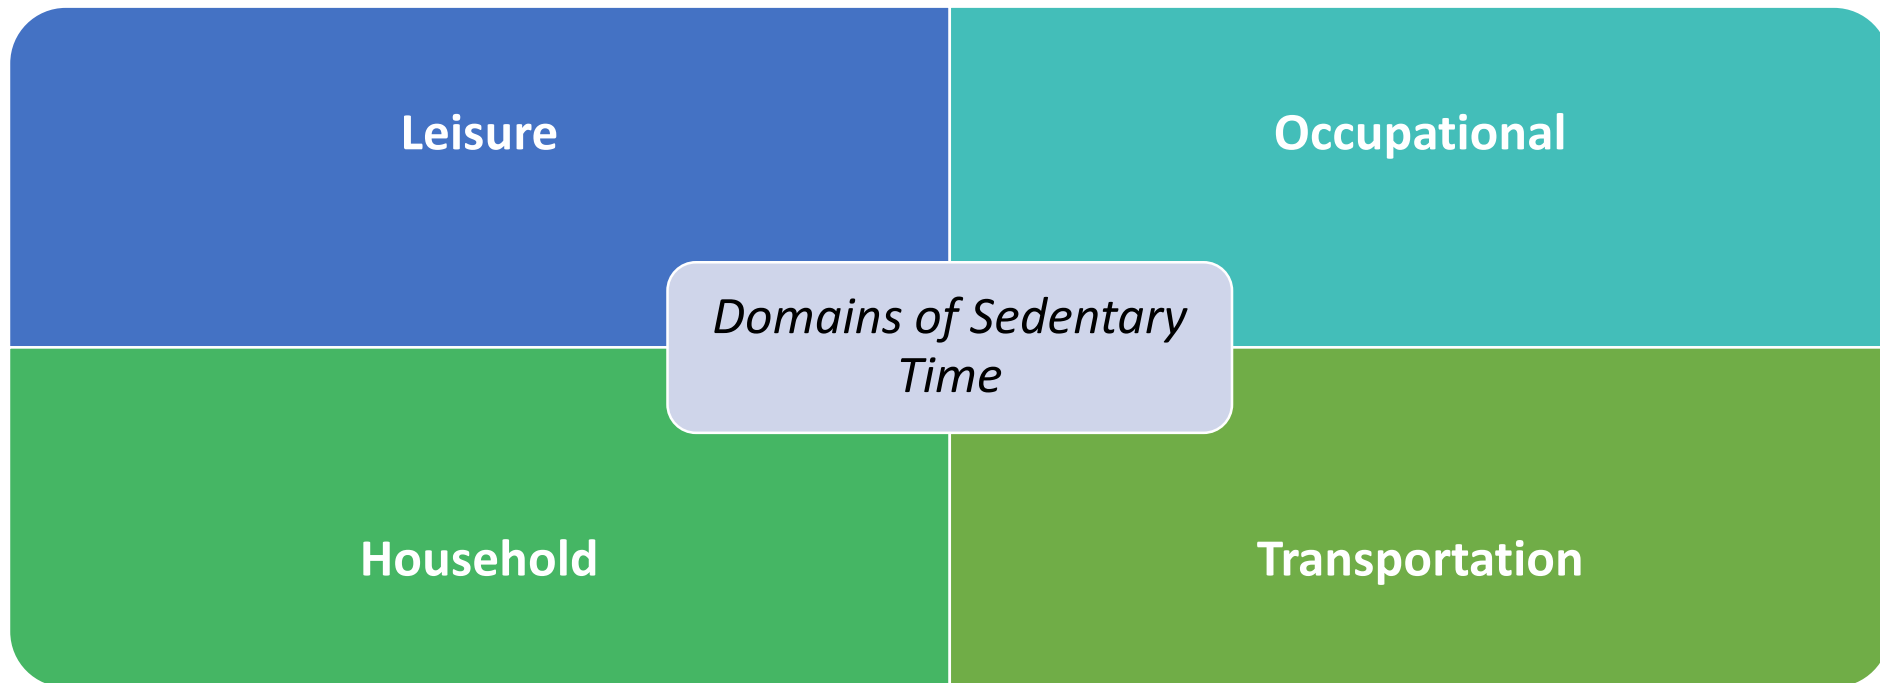 Leisure
Occupational
Domains of Sedentary
Time
Household
Transportation